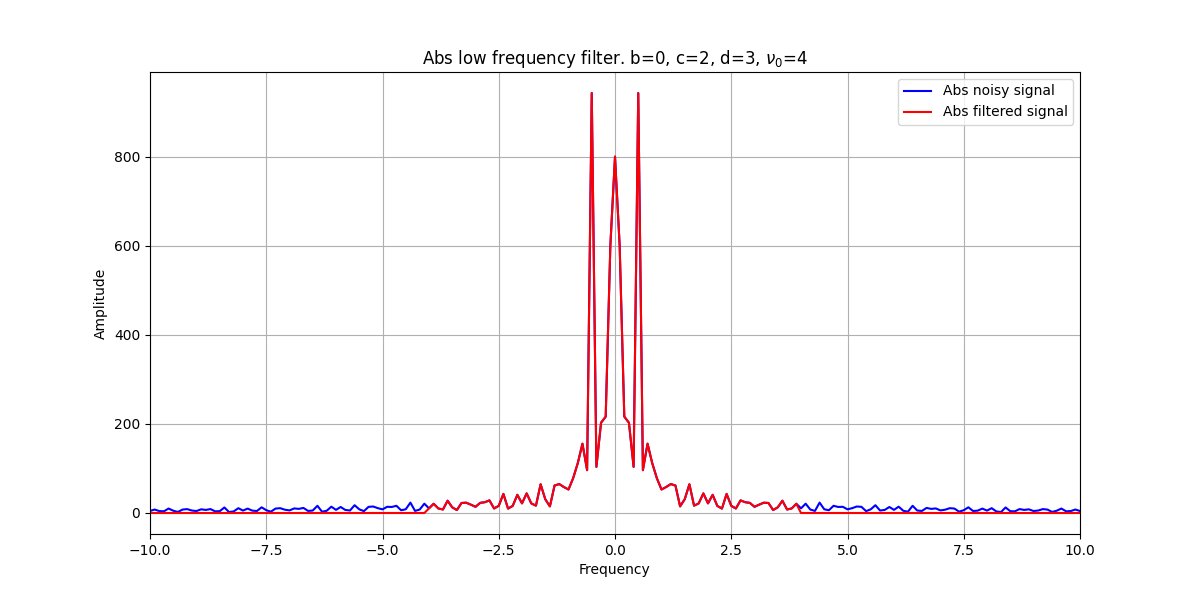 Abs low frequency filter. b=0, c=2, d=3, ν₀=4
Abs noisy signal
Abs filtered signal
Amplitude
800
600
400
200
0
−10.0 −7.5 −5.0 −2.5 0.0 2.5 5.0 7.5 10.0
Frequency